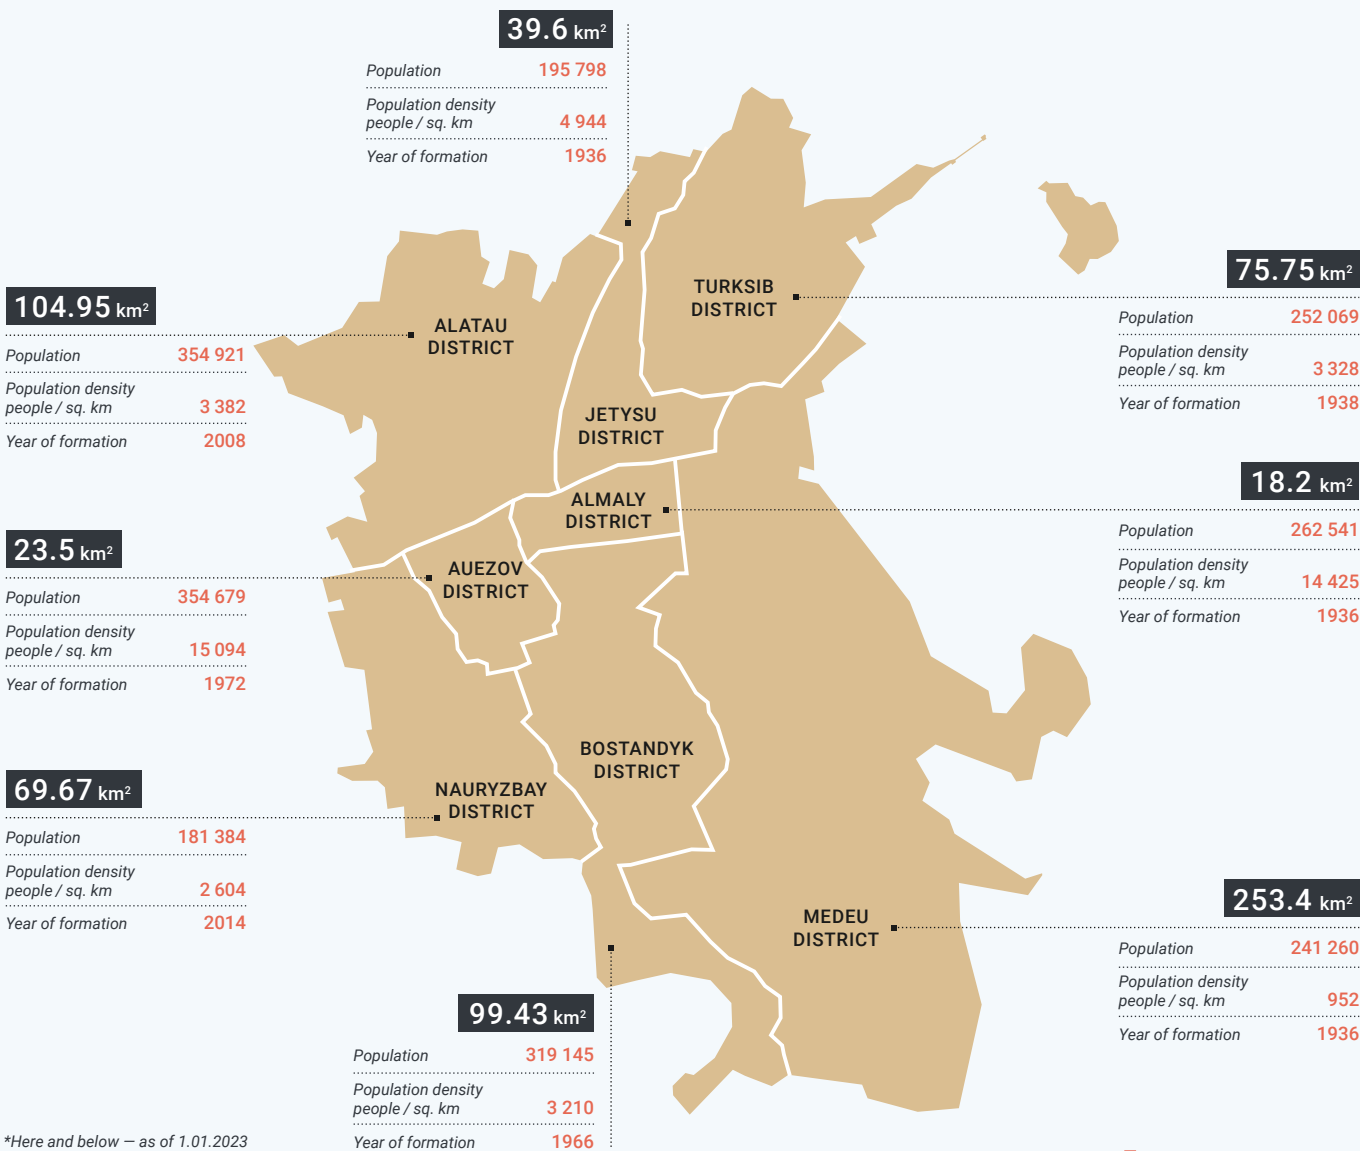 39.6 km²
Population 195 798
Population density
people / sq. km 4 944
Year of formation 1936
TURKSIB
DISTRICT
75.75 km²
Population 252 069
Population density
people / sq. km 3 328
Year of formation 1938
104.95 km²
Population 354 921
Population density
people / sq. km 3 382
Year of formation 2008
ALATAU
DISTRICT
JETYSU
DISTRICT
ALMALY
DISTRICT
18.2 km²
Population 262 541
Population density
people / sq. km 14 425
Year of formation 1936
23.5 km²
Population 354 679
Population density
people / sq. km 15 094
Year of formation 1972
AUEZOV
DISTRICT
BOSTANDYK
DISTRICT
69.67 km²
Population 181 384
Population density
people / sq. km 2 604
Year of formation 2014
NAURYZBAY
DISTRICT
MEDEU
DISTRICT
253.4 km²
Population 241 260
Population density
people / sq. km 952
Year of formation 1936
99.43 km²
Population 319 145
Population density
people / sq. km 3 210
Year of formation 1966
*Here and below — as of 1.01.2023